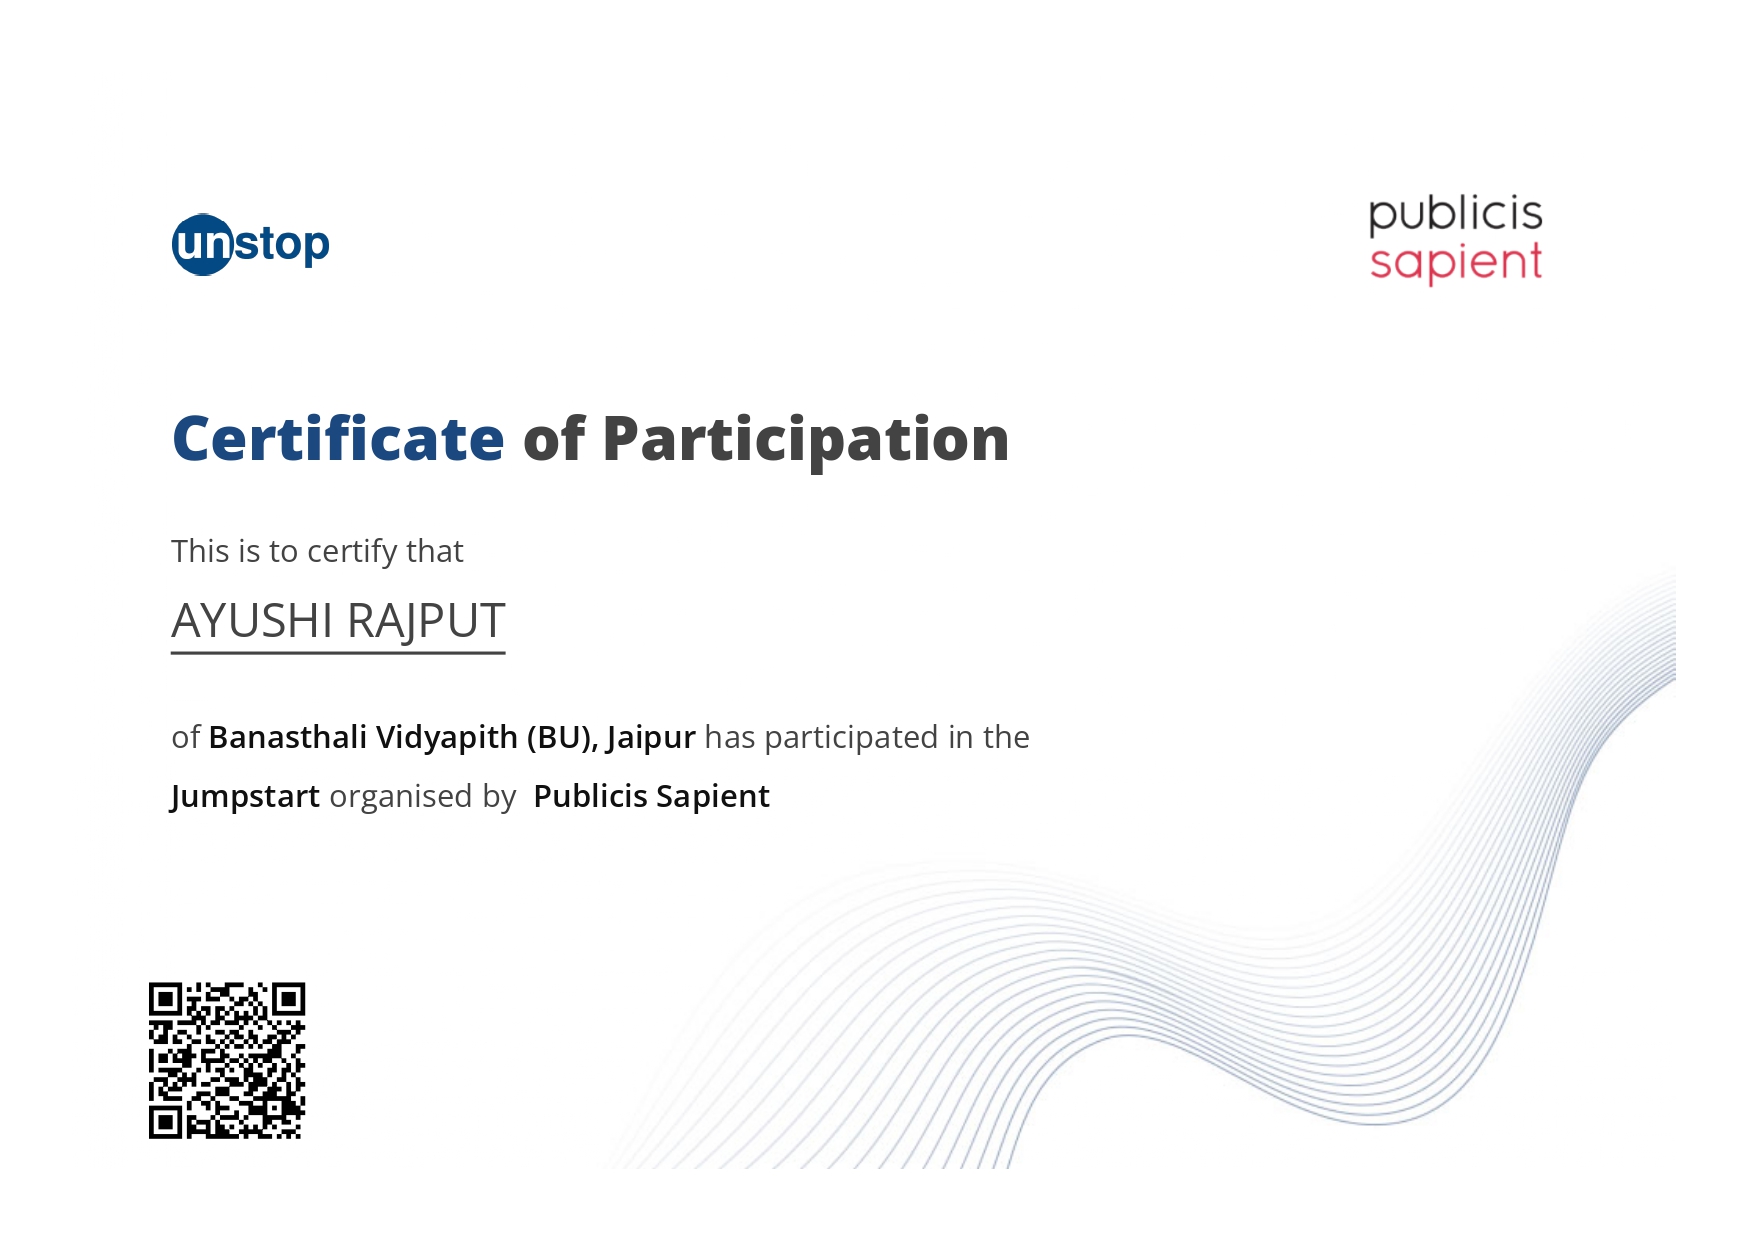 unstop
publicis
sapient
Certificate of Participation
This is to certify that
AYUSHI RAJPUT
of Banasthali Vidyapith (BU), Jaipur has participated in the
Jumpstart organised by Publicis Sapient